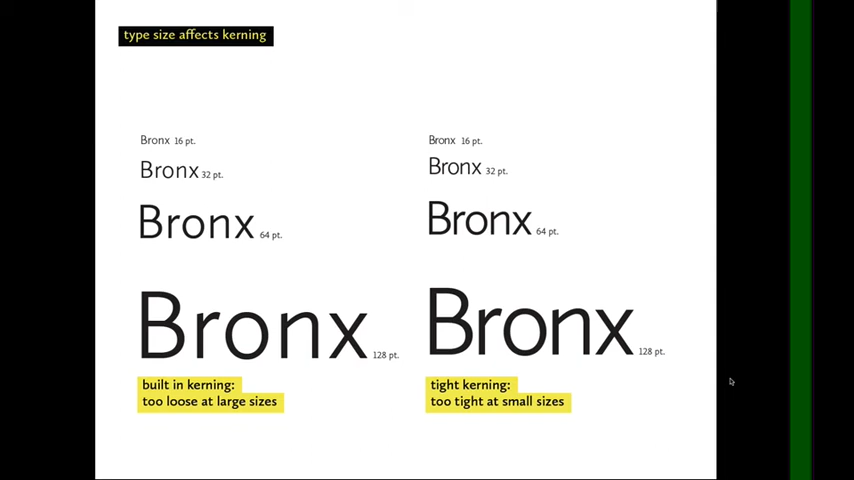 type size affects kerning
Bronx 16 pt.
Bronx 32 pt.
Bronx 64 pt.
Bronx 128 pt.
built in kerning:
too loose at large sizes
Bronx 16 pt.
Bronx 32 pt.
Bronx 64 pt.
Bronx 128 pt.
tight kerning:
too tight at small sizes